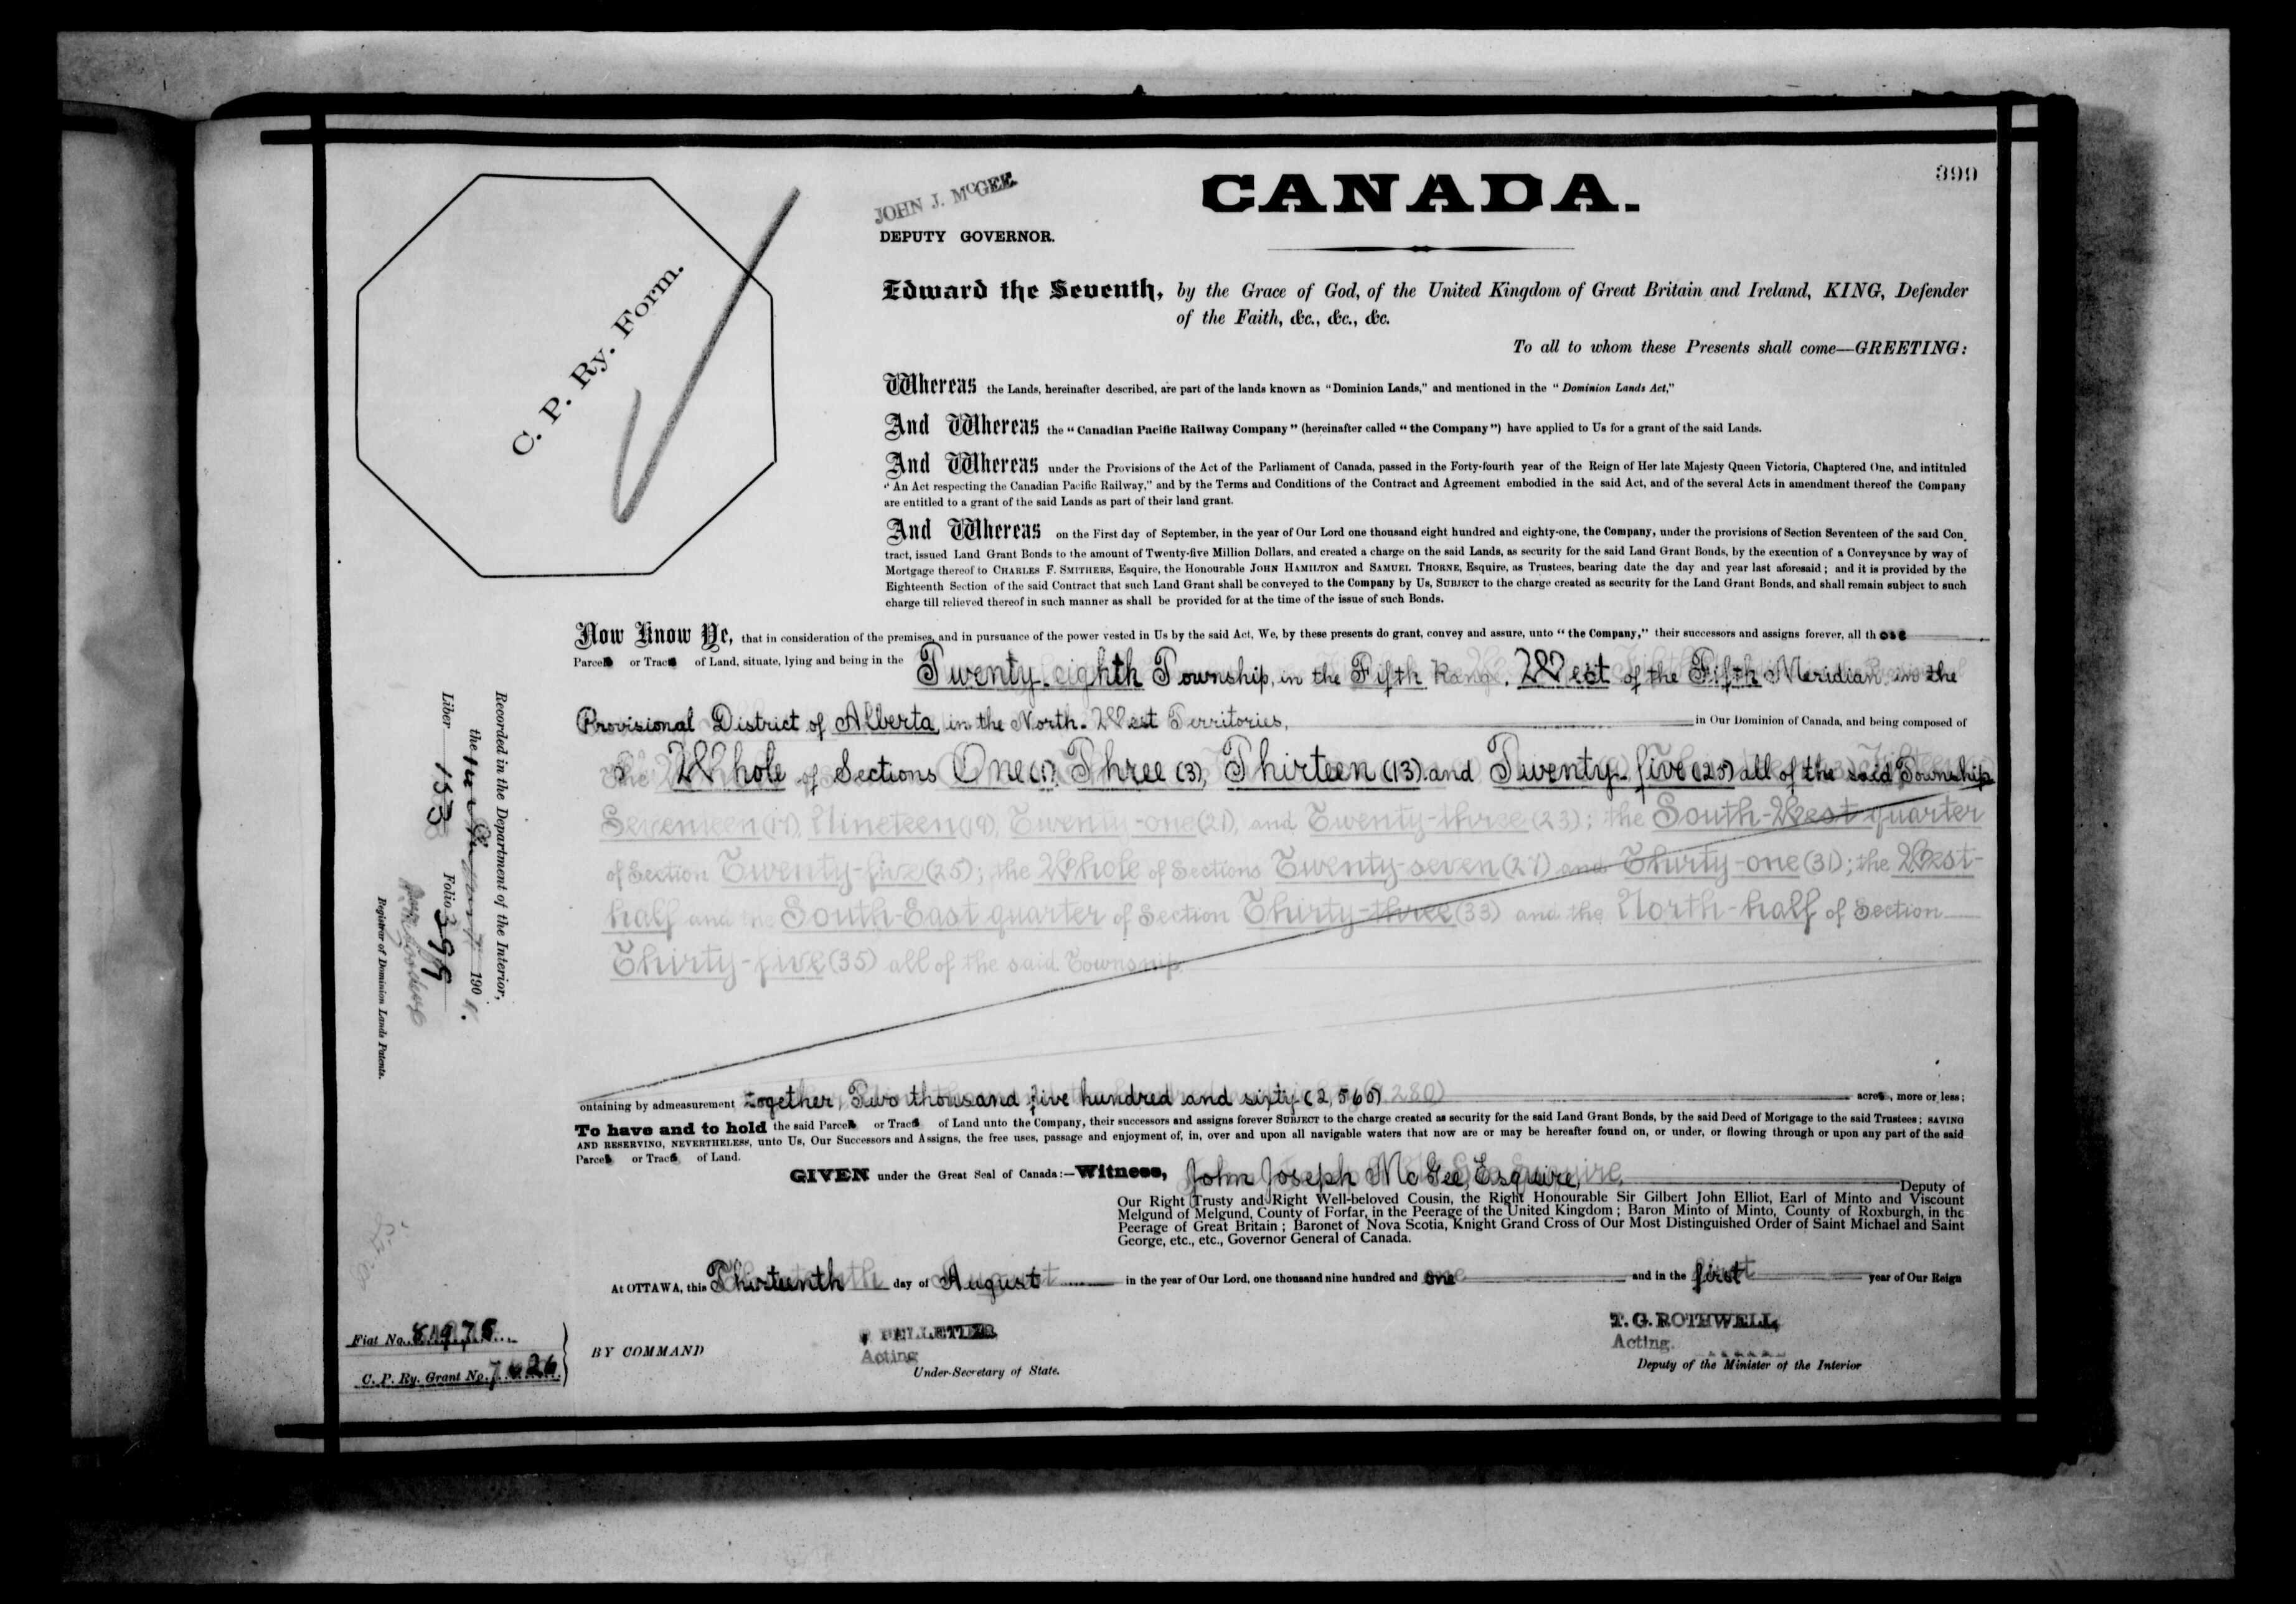 399
JOHN J. McGEE.
DEPUTY GOVERNOR.
CANADA.
C. P. Ry. Form.
Edward the Seventh, by the Grace of God, of the United Kingdom of Great Britain and Ireland, KING, Defender
of the Faith, &c., &c., &c.
To all to whom these Presents shall come—GREETING:
Whereas the Lands, hereinafter described, are part of the lands known as "Dominion Lands," and mentioned in the "Dominion Lands Act,"
And Whereas the "Canadian Pacific Railway Company" (hereinafter called "the Company") have applied to Us for a grant of the said Lands.
And Whereas under the Provisions of the Act of the Parliament of Canada, passed in the Forty-fourth year of the Reign of Her late Majesty Queen Victoria, Chaptered One, and intituled
"An Act respecting the Canadian Pacific Railway," and by the Terms and Conditions of the Contract and Agreement embodied in the said Act, and of the several Acts in amendment thereof the Company
are entitled to a grant of the said Lands as part of their land grant.
And Whereas on the First day of September, in the year of Our Lord one thousand eight hundred and eighty-one, the Company, under the provisions of Section Seventeen of the said Con
tract, issued Land Grant Bonds to the amount of Twenty-five Million Dollars, and created a charge on the said Lands, as security for the said Land Grant Bonds, by the execution of a Conveyance by way of
Mortgage thereof to CHARLES F. SMITHERS, Esquire, the Honourable JOHN HAMILTON and SAMUEL THORNE, Esquire, as Trustees, bearing date the day and year last aforesaid; and it is provided by the
Eighteenth Section of the said Contract that such Land Grant shall be conveyed to the Company by Us, SUBJECT to the charge created as security for the Land Grant Bonds, and shall remain subject to such
charge till relieved thereof in such manner as shall be provided for at the time of the issue of such Bonds.
Now Know Ye, that in consideration of the premises, and in pursuance of the power vested in Us by the said Act, We, by these presents do grant, convey and assure, unto "the Company," their successors and assigns forever, all th ose
Parcels or Tracts of Land, situate, lying and being in the Twenty-eighth Township, in the Fifth Range, West of the Fifth Meridian, in the
Provisional District of Alberta, in the North-West Territories, in Our Dominion of Canada, and being composed of
The Whole of Sections One (1), Three (3), Thirteen (13) and Twenty-five (25) all of the said Township
Seventeen (17), Nineteen (19), Twenty-one (21), and Twenty-three (23); the South-West quarter
of Section Twenty-five (25); the Whole of Sections Twenty-seven (27) and Thirty-one (31); the West-
half and the South-East quarter of Section Thirty-three (33) and the North-half of Section
Thirty-five (35) all of the said Township
ontaining by admeasurement together, Two thousand five hundred and sixty (2,560) acres, more or less;
To have and to hold the said Parcels or Tracts of Land unto the Company, their successors and assigns forever SUBJECT to the charge created as security for the said Land Grant Bonds, by the said Deed of Mortgage to the said Trustees; SAVING
AND RESERVING, NEVERTHELESS, unto Us, Our Successors and Assigns, the free uses, passage and enjoyment of, in, over and upon all navigable waters that now are or may be hereafter found on, or under, or flowing through or upon any part of the said
Parcels or Tracts of Land.
GIVEN under the Great Seal of Canada:—Witness, John Joseph McGee, Esquire, Deputy of
Our Right Trusty and Right Well-beloved Cousin, the Right Honourable Sir Gilbert John Elliot, Earl of Minto and Viscount
Melgund of Melgund, County of Forfar, in the Peerage of the United Kingdom; Baron Minto of Minto, County of Roxburgh, in the
Peerage of Great Britain; Baronet of Nova Scotia, Knight Grand Cross of Our Most Distinguished Order of Saint Michael and Saint
George, etc., etc., Governor General of Canada.
At OTTAWA, this Thirteenth day of August in the year of Our Lord, one thousand nine hundred and one and in the first year of Our Reign
BY COMMAND
PELLETIER
Acting
Under-Secretary of State.
T. G. ROTHWELL,
Acting.
Deputy of the Minister of the Interior
Recorded in the Department of the Interior,
the 190
Liber 153 Folio 399
Registrar of Dominion Lands Patents.
Fiat No. 81975
C. P. Ry. Grant No. 7626